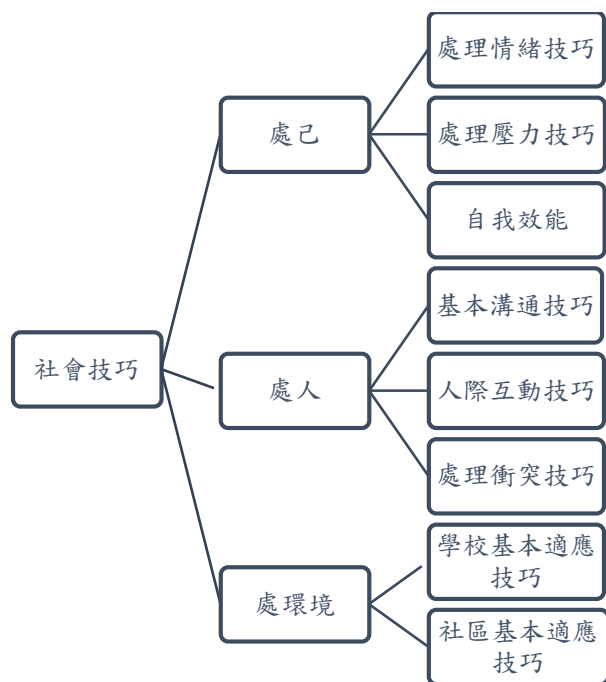 社會技巧
處己
處理情緒技巧
處理壓力技巧
自我效能
處人
基本溝通技巧
人際互動技巧
處理衝突技巧
處環境
學校基本適應
技巧
社區基本適應
技巧